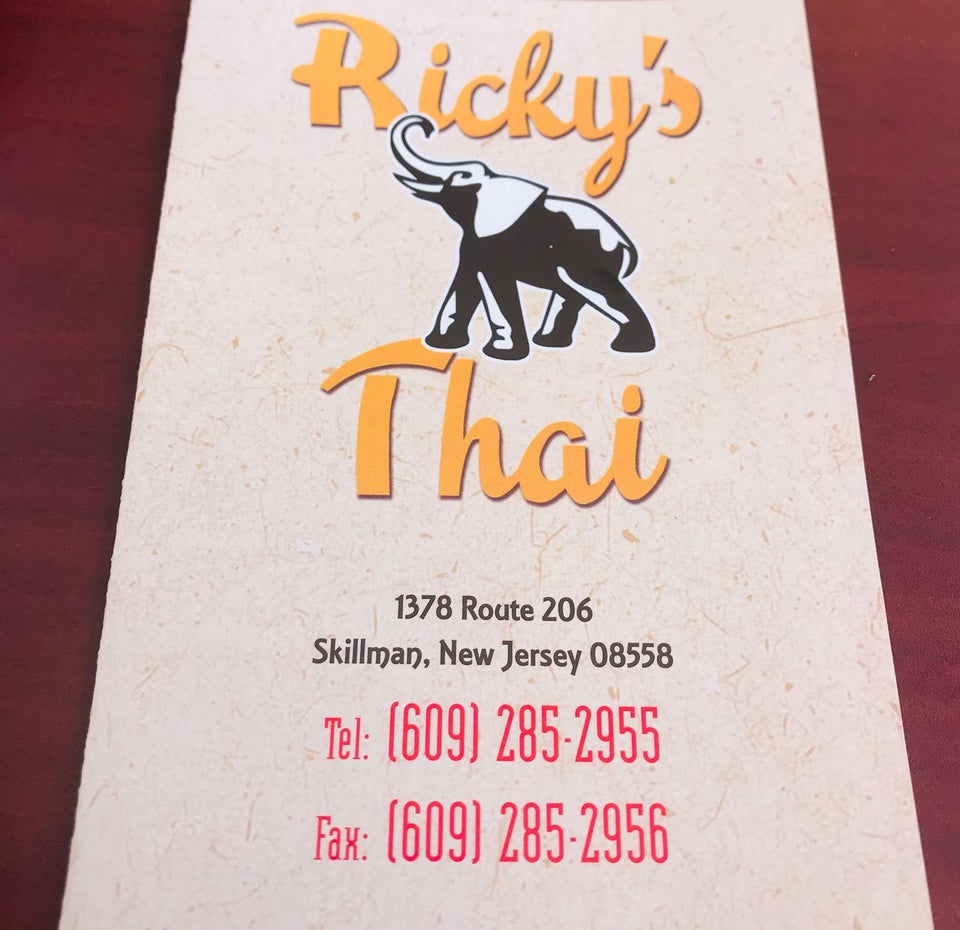 Ricky's
Thai
1378 Route 206
Skillman, New Jersey 08558
Tel: (609) 285-2955
Fax: (609) 285-2956